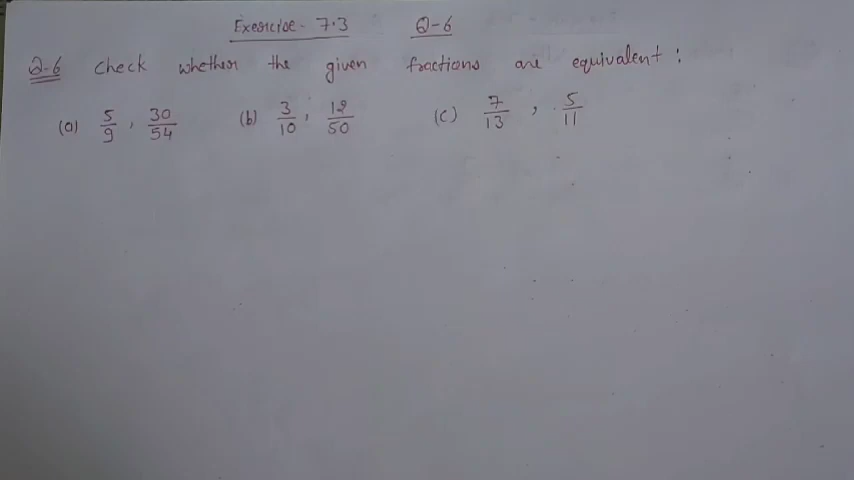 Exercise - 7.3 Q-6
Q-6 check whether the given fractions are equivalent :
(a) 5/9 , 30/54 (b) 3/10 , 12/50 (c) 7/13 , 5/11